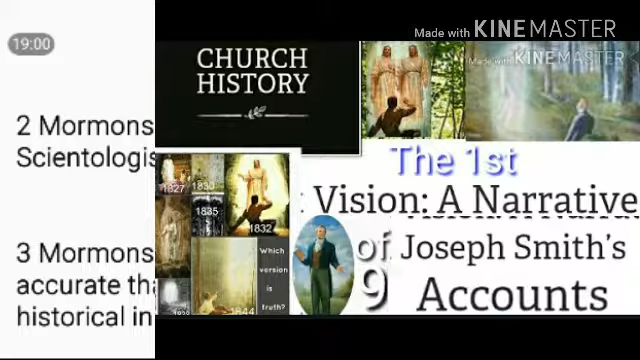 Made with KINEMASTER
Made with KINEMASTER
19:00
CHURCH
HISTORY
2 Mormons
Scientologis
The 1st
: Vision: A Narrative
1827 1830
1835
1832
Which
version
is
truth?
1844
of
9
Joseph Smith's
Accounts
3 Mormons
accurate tha
historical in